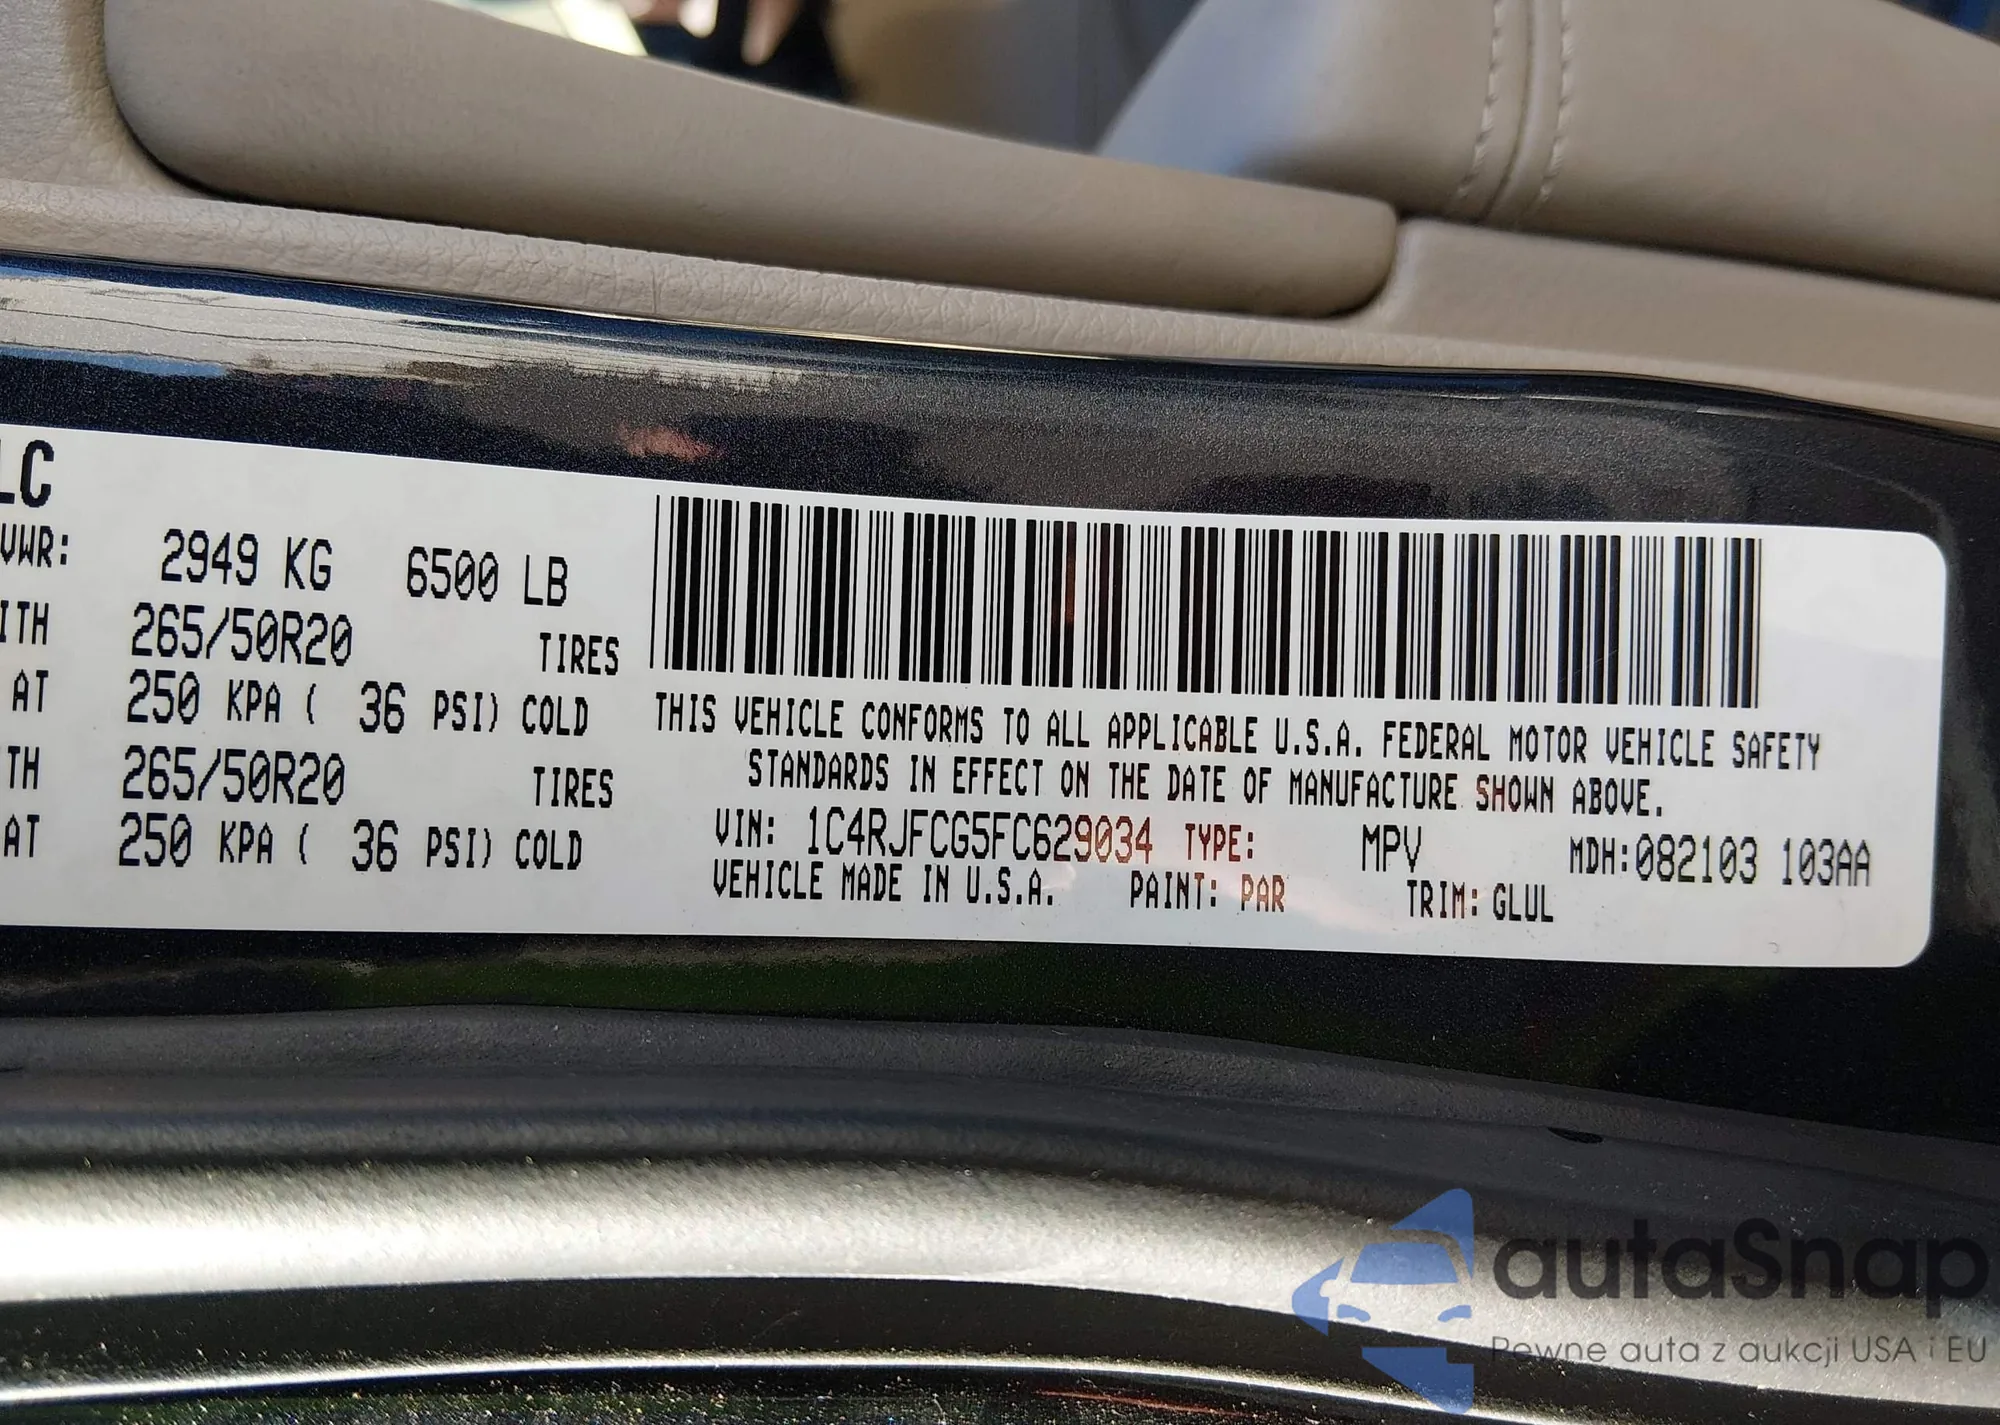 LC
VWR: 2949 KG 6500 LB
ITH 265/50R20 TIRES
AT 250 KPA ( 36 PSI) COLD
TH 265/50R20 TIRES
AT 250 KPA ( 36 PSI) COLD
THIS VEHICLE CONFORMS TO ALL APPLICABLE U.S.A. FEDERAL MOTOR VEHICLE SAFETY
STANDARDS IN EFFECT ON THE DATE OF MANUFACTURE SHOWN ABOVE.
VIN: 1C4RJFCG5FC629034 TYPE: MPV MDH:082103 103AA
VEHICLE MADE IN U.S.A. PAINT: PAR TRIM: GLUL
autaSnap
Pewne auta z aukcji USA i EU